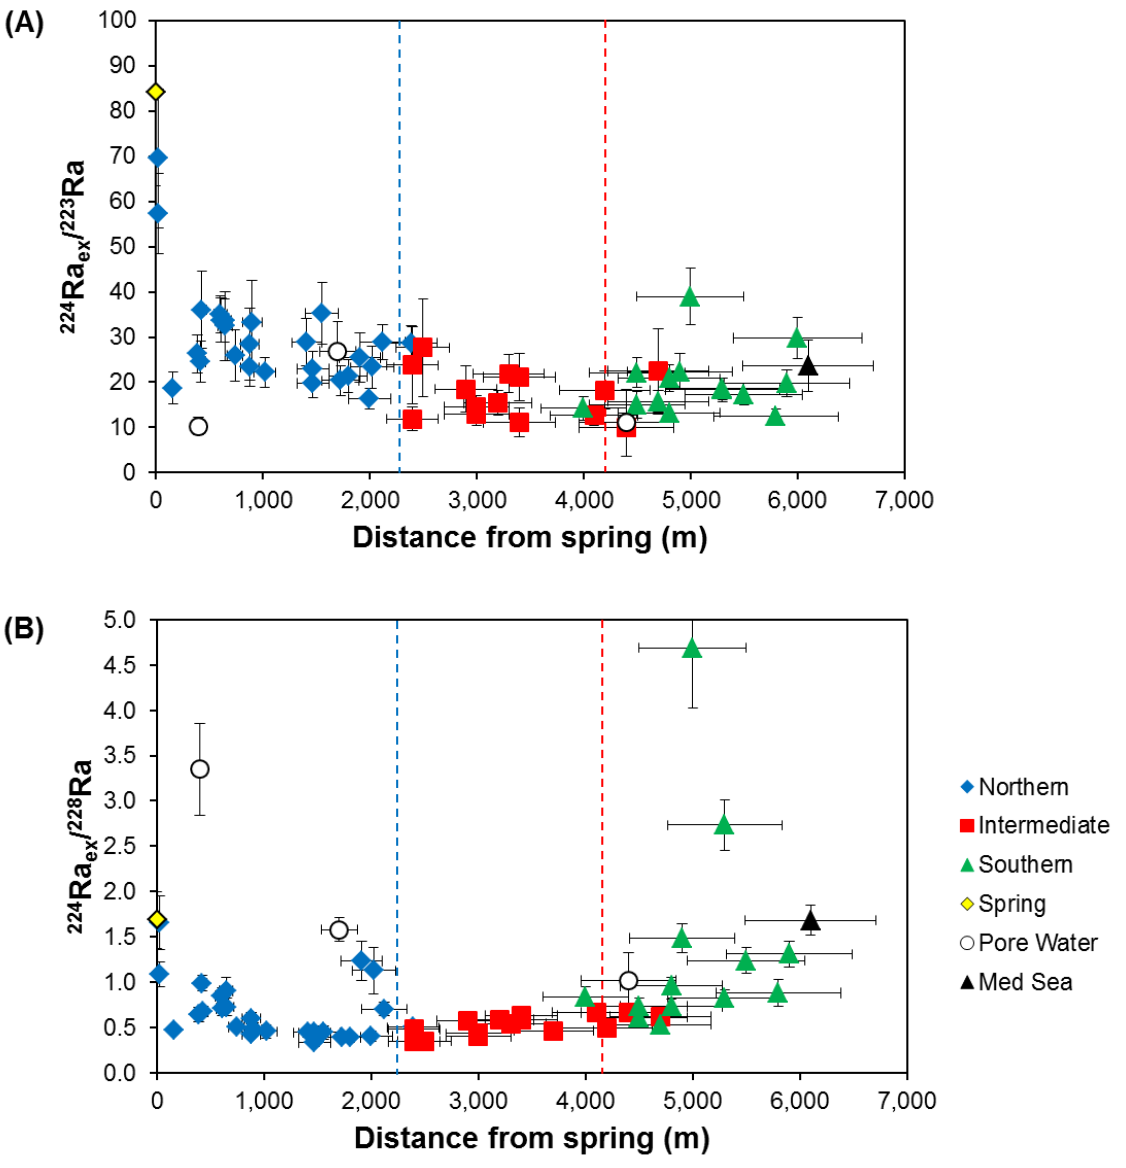 (A)
100
90
80
70
60
50
40
30
20
10
0
224Raex/223Ra
0 1,000 2,000 3,000 4,000 5,000 6,000 7,000
Distance from spring (m)
(B)
5.0
4.5
4.0
3.5
3.0
2.5
2.0
1.5
1.0
0.5
0.0
224Raex/228Ra
0 1,000 2,000 3,000 4,000 5,000 6,000 7,000
Distance from spring (m)
Northern
Intermediate
Southern
Spring
Pore Water
Med Sea